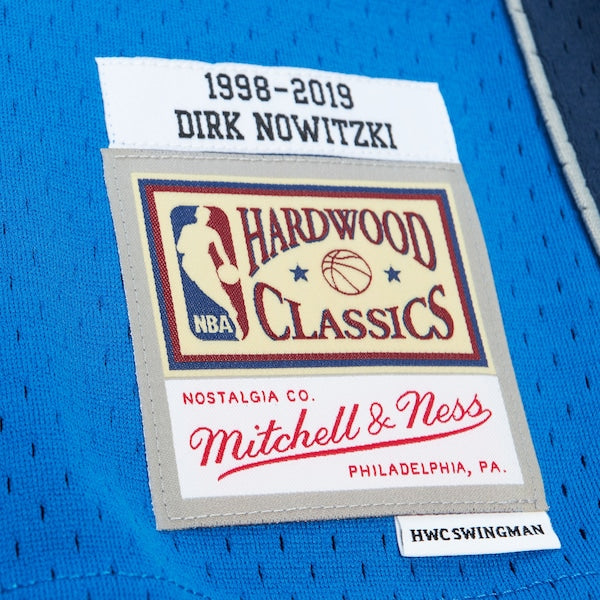 1998-2019
DIRK NOWITZKI
HARDWOOD
CLASSICS
NBA
NOSTALGIA CO.
Mitchell & Ness
PHILADELPHIA, PA.
HWC SWINGMAN